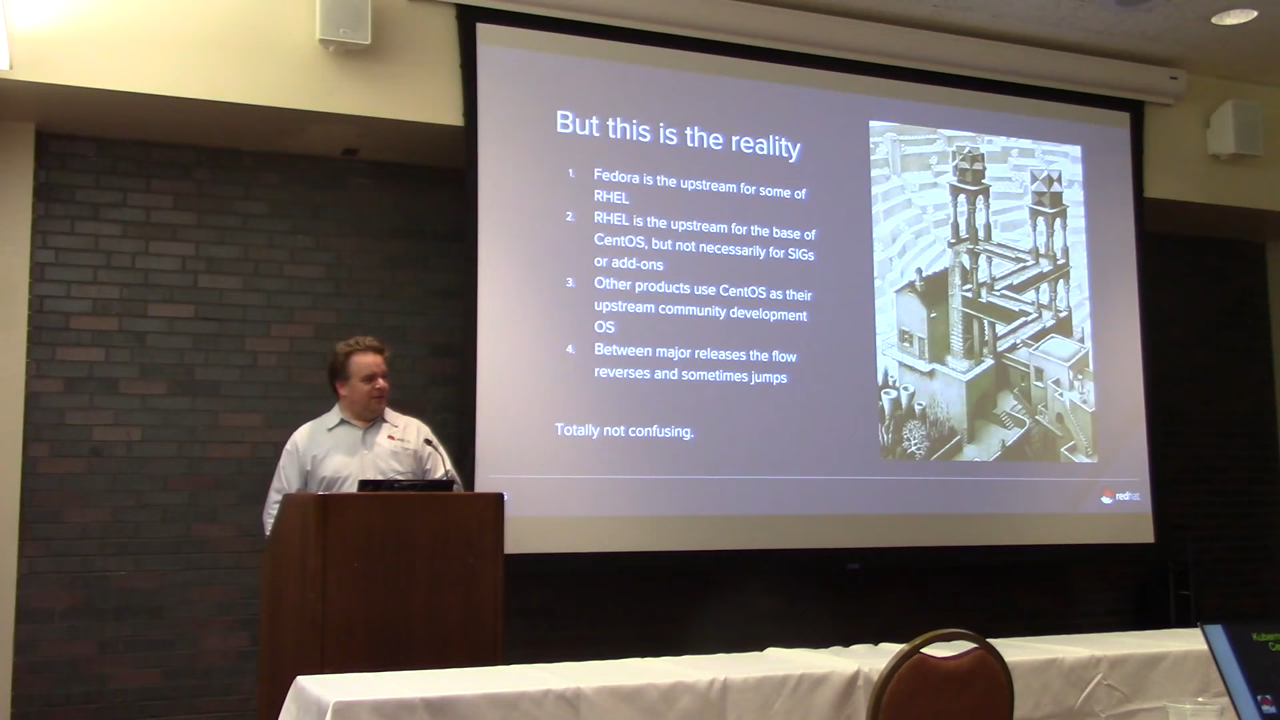 But this is the reality
1. Fedora is the upstream for some of
RHEL
2. RHEL is the upstream for the base of
CentOS, but not necessarily for SIGs
or add-ons
3. Other products use CentOS as their
upstream community development
OS
4. Between major releases the flow
reverses and sometimes jumps
Totally not confusing.
redhat